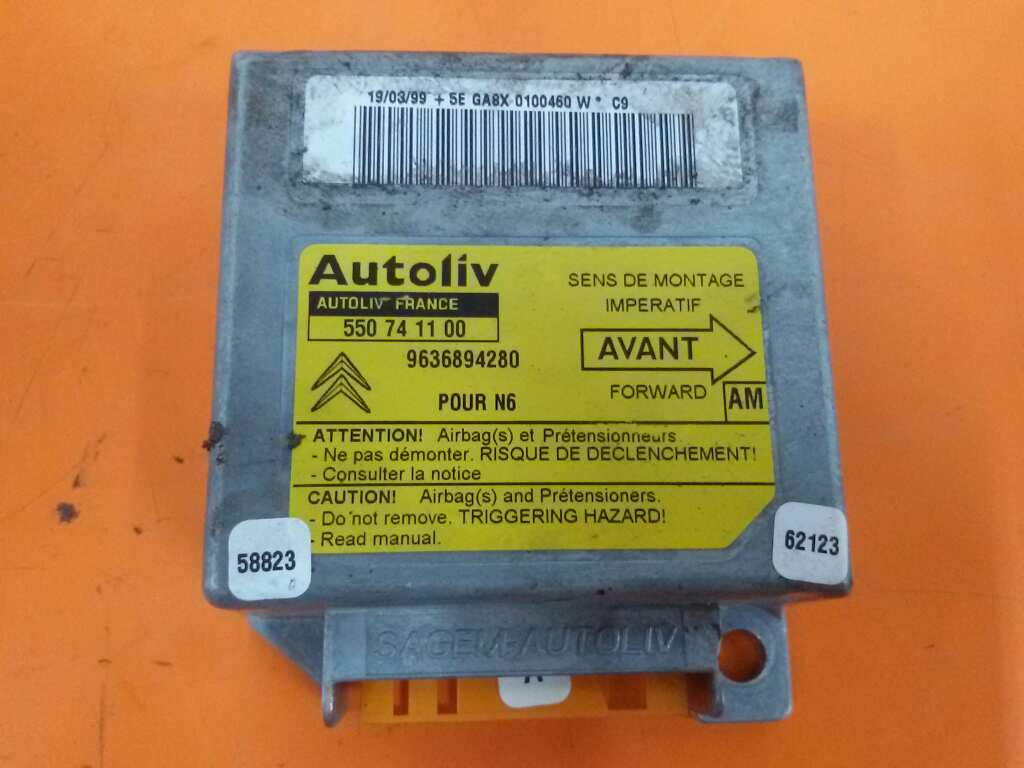 19/03/99 + 5E GA8X 0100460 W * C9
Autoliv
AUTOLIV FRANCE
550 74 11 00
9636894280
POUR N6
SENS DE MONTAGE
IMPERATIF
AVANT
FORWARD
AM
ATTENTION! Airbag(s) et Prétensionneurs.
- Ne pas démonter. RISQUE DE DECLENCHEMENT!
- Consulter la notice
CAUTION! Airbag(s) and Prétensioners.
- Do not remove. TRIGGERING HAZARD!
- Read manual.
58823
62123
SAGEM-AUTOLIV